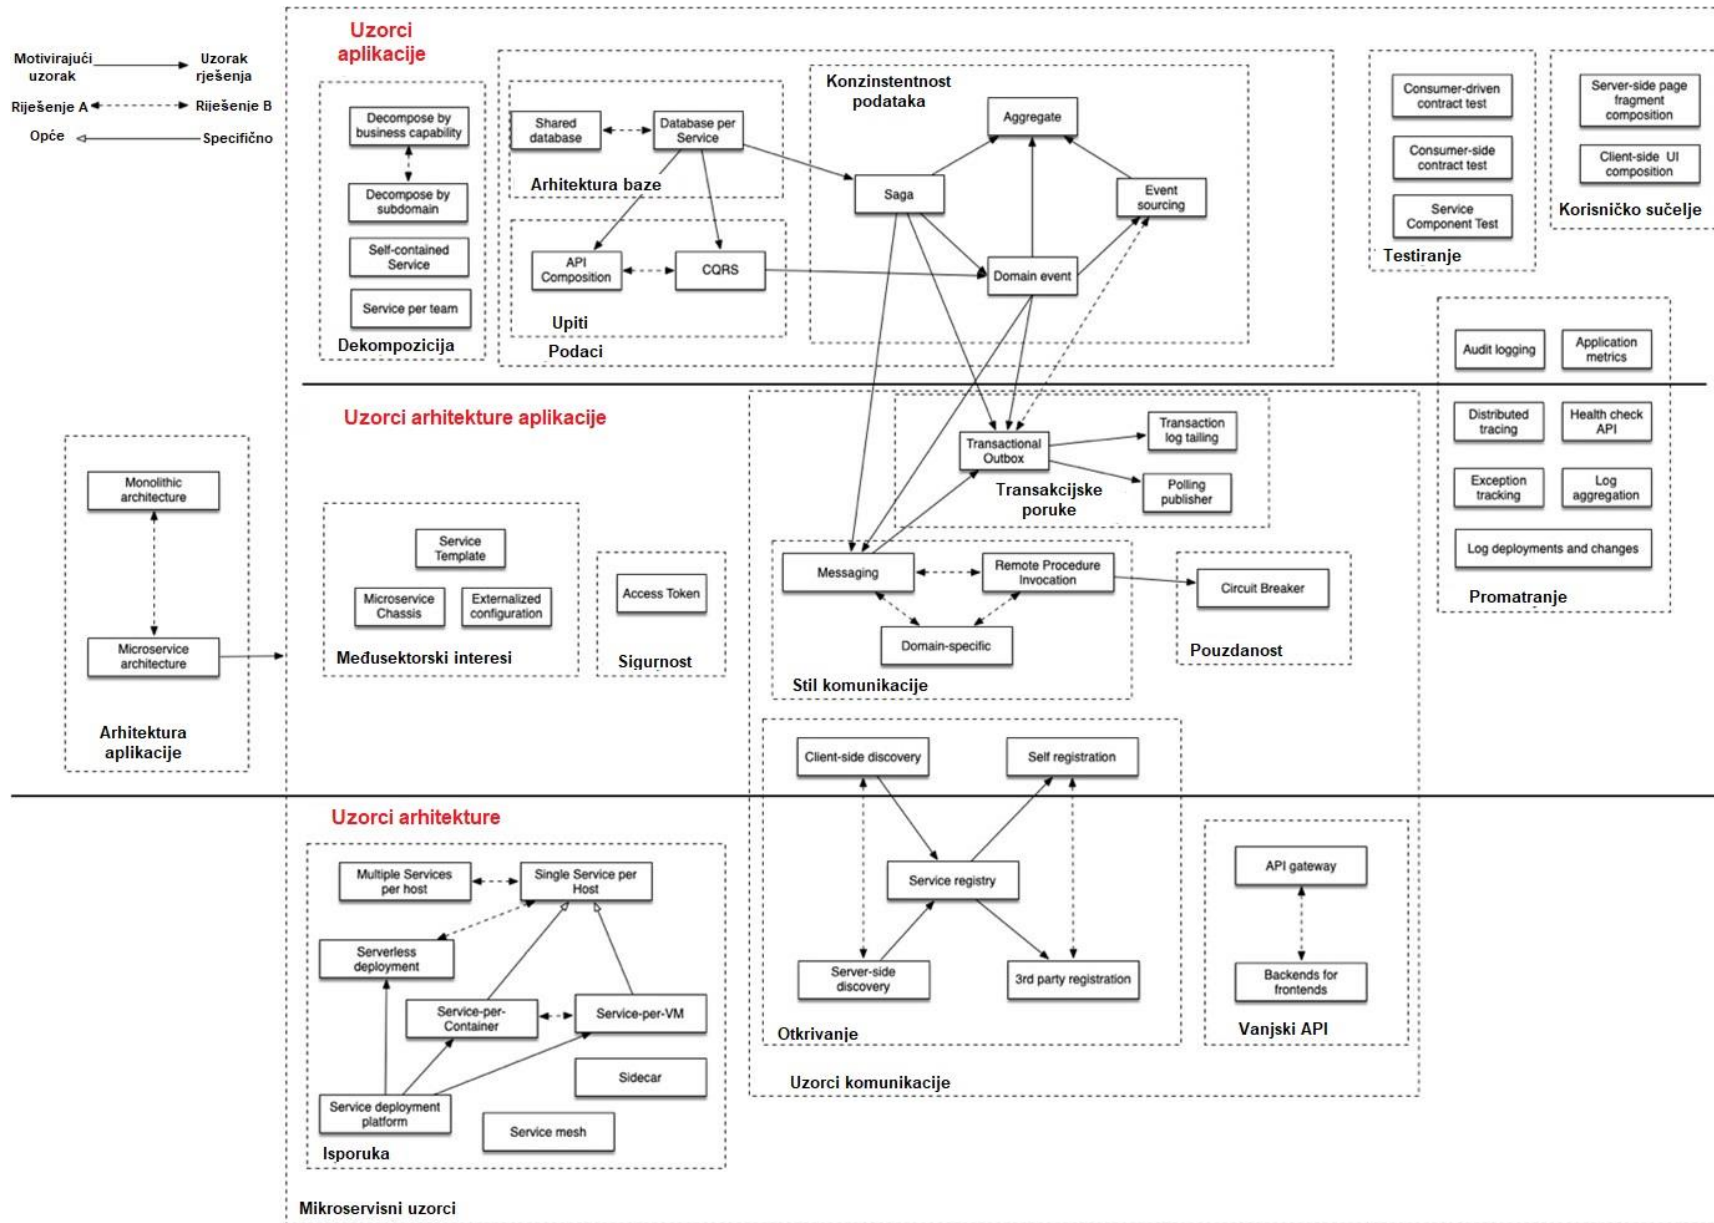 Motivirajući
uzorak
Uzorak
rješenja
Riješenje A
Riješenje B
Opće
Specifično
Uzorci
aplikacije
Decompose by
business capability
Decompose by
subdomain
Self-contained
Service
Service per team
Dekompozicija
Shared
database
Database per
Service
Arhitektura baze
API
Composition
CQRS
Upiti
Podaci
Konzinstentnost
podataka
Aggregate
Saga
Event
sourcing
Domain event
Consumer-driven
contract test
Consumer-side
contract test
Service
Component Test
Testiranje
Server-side page
fragment
composition
Client-side UI
composition
Korisničko sučelje
Audit logging
Application
metrics
Distributed
tracing
Health check
API
Exception
tracking
Log
aggregation
Log deployments and changes
Promatranje
Uzorci arhitekture aplikacije
Monolithic
architecture
Microservice
architecture
Arhitektura
aplikacije
Service
Template
Microservice
Chassis
Externalized
configuration
Međusektorski interesi
Access Token
Sigurnost
Transactional
Outbox
Transaction
log tailing
Polling
publisher
Transakcijske
poruke
Messaging
Remote Procedure
Invocation
Domain-specific
Stil komunikacije
Circuit Breaker
Pouzdanost
Client-side discovery
Self registration
Service registry
Server-side
discovery
3rd party registration
Otkrivanje
API gateway
Backends for
frontends
Vanjski API
Uzorci komunikacije
Uzorci arhitekture
Multiple Services
per host
Single Service per
Host
Serverless
deployment
Service-per-
Container
Service-per-VM
Sidecar
Service deployment
platform
Service mesh
Isporuka
Mikroservisni uzorci